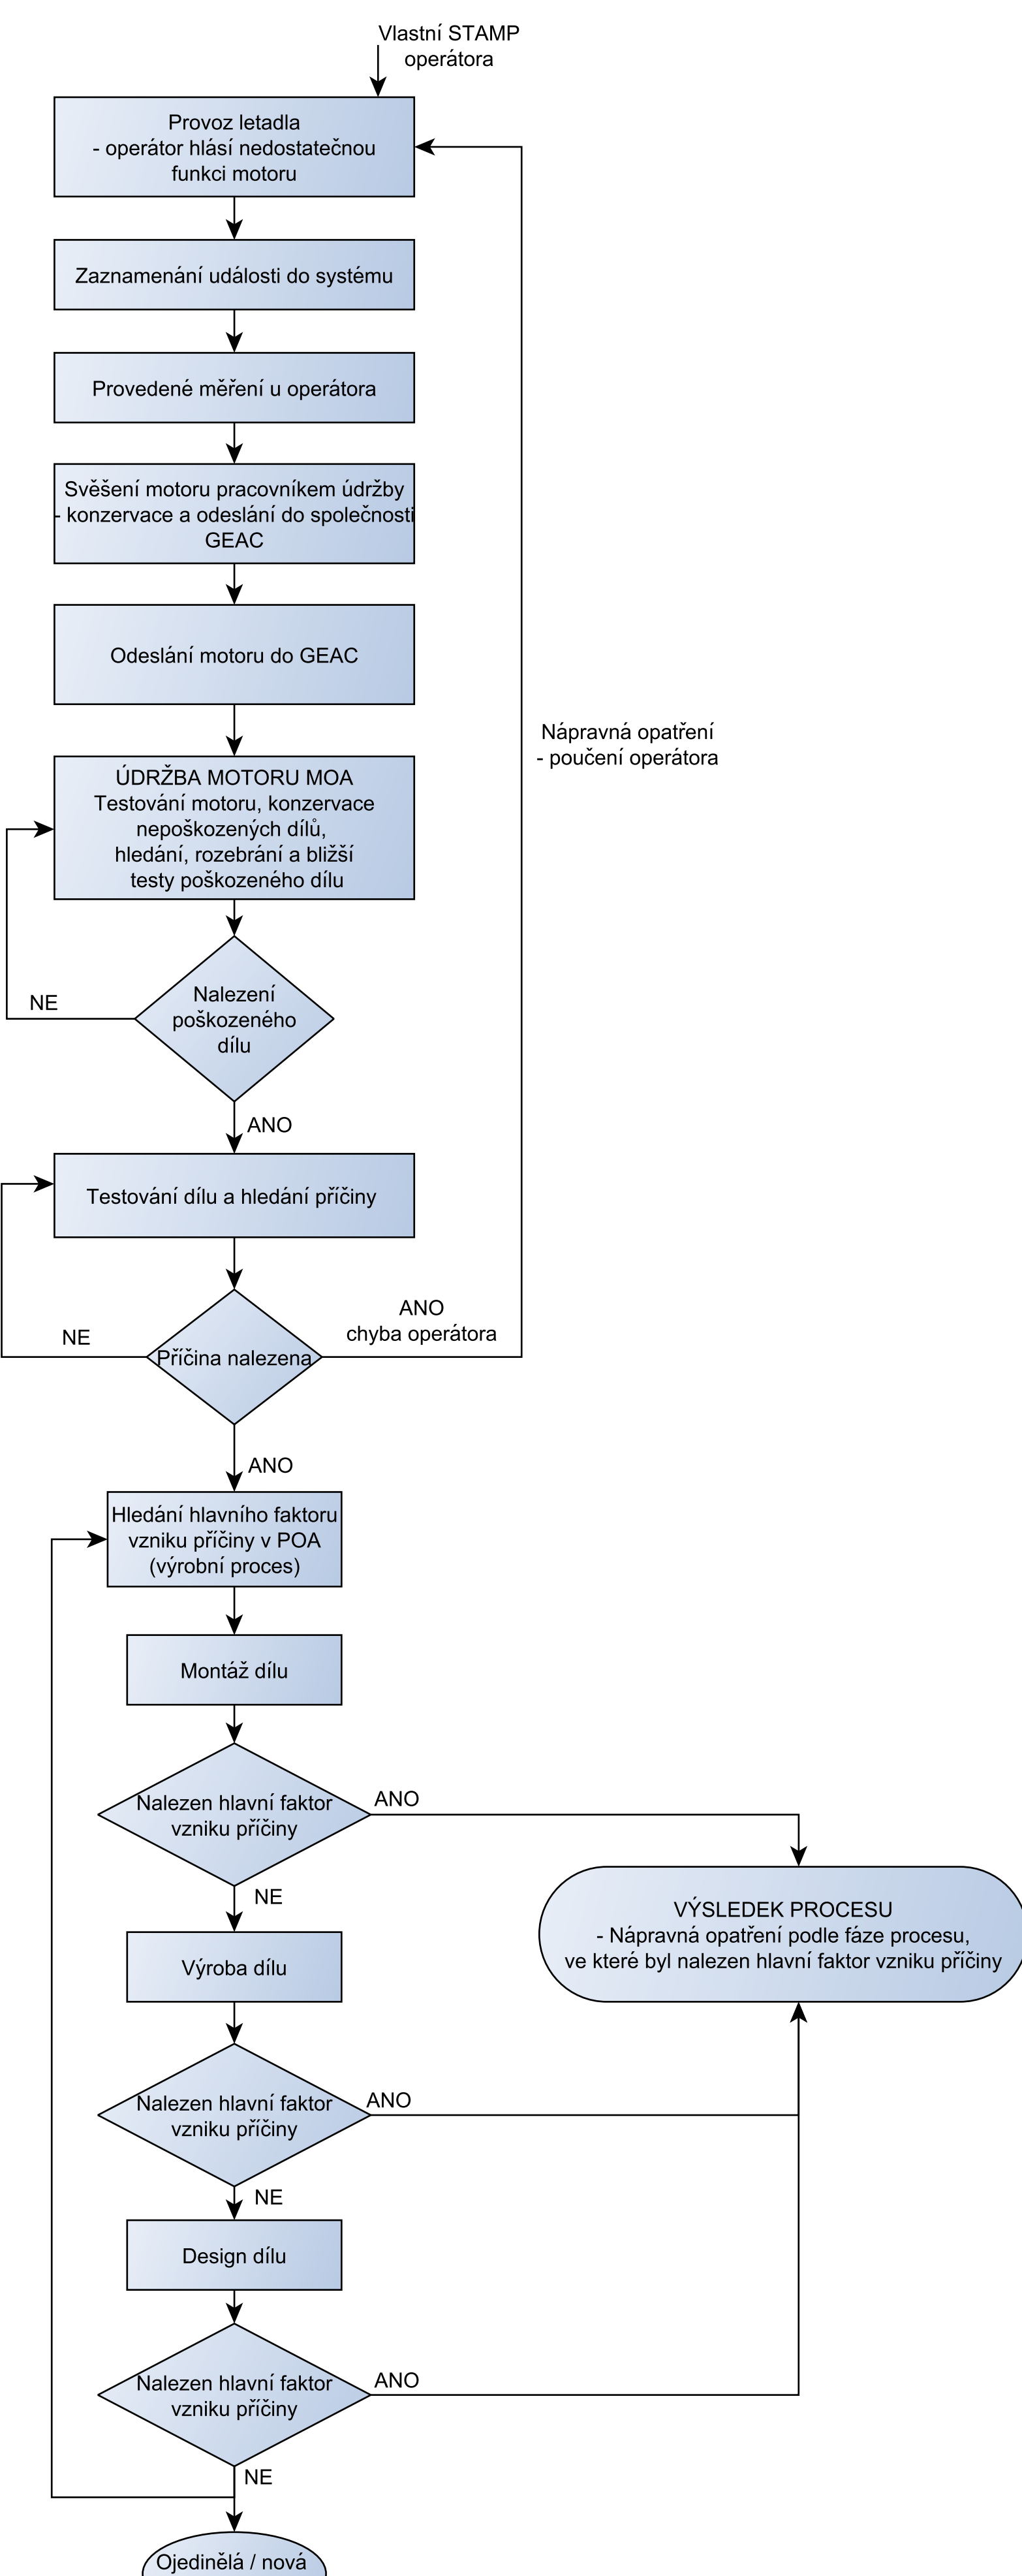 Vlastní STAMP
operátora
Provoz letadla
- operátor hlásí nedostatečnou
funkci motoru
Zaznamenání události do systému
Provedené měření u operátora
Svěšení motoru pracovníkem údržby
- konzervace a odeslání do společnosti
GEAC
Odeslání motoru do GEAC
Nápravná opatření
- poučení operátora
ÚDRŽBA MOTORU MOA
Testování motoru, konzervace
nepoškozených dílů,
hledání, rozebrání a bližší
testy poškozeného dílu
Nalezení
poškozeného
dílu
NE
ANO
Testování dílu a hledání příčiny
ANO
chyba operátora
NE
Příčina nalezena
ANO
Hledání hlavního faktoru
vzniku příčiny v POA
(výrobní proces)
Montáž dílu
ANO
Nalezen hlavní faktor
vzniku příčiny
NE
VÝSLEDEK PROCESU
- Nápravná opatření podle fáze procesu,
ve které byl nalezen hlavní faktor vzniku příčiny
Výroba dílu
ANO
Nalezen hlavní faktor
vzniku příčiny
NE
Design dílu
ANO
Nalezen hlavní faktor
vzniku příčiny
NE
Ojedinělá / nová